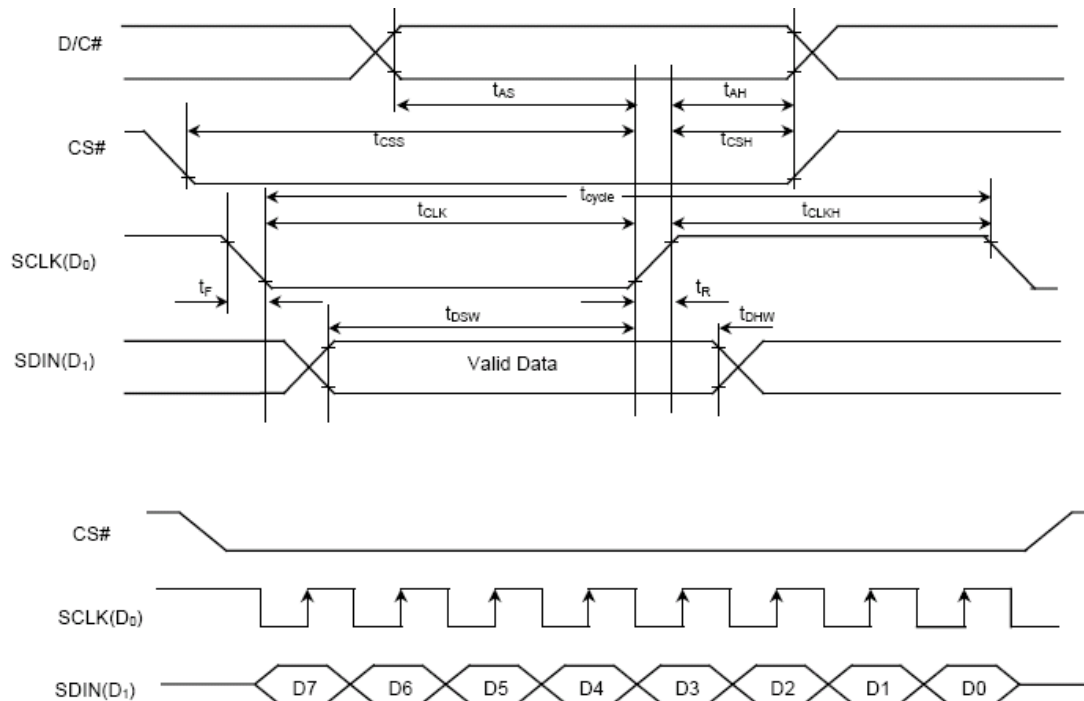 D/C#
tAS
tAH
CS#
tCSS
tCSH
tcycle
tCLK
tCLKH
SCLK(D0)
tF
tR
tDSW
tDHW
SDIN(D1)
Valid Data
CS#
SCLK(D0)
SDIN(D1)
D7 D6 D5 D4 D3 D2 D1 D0